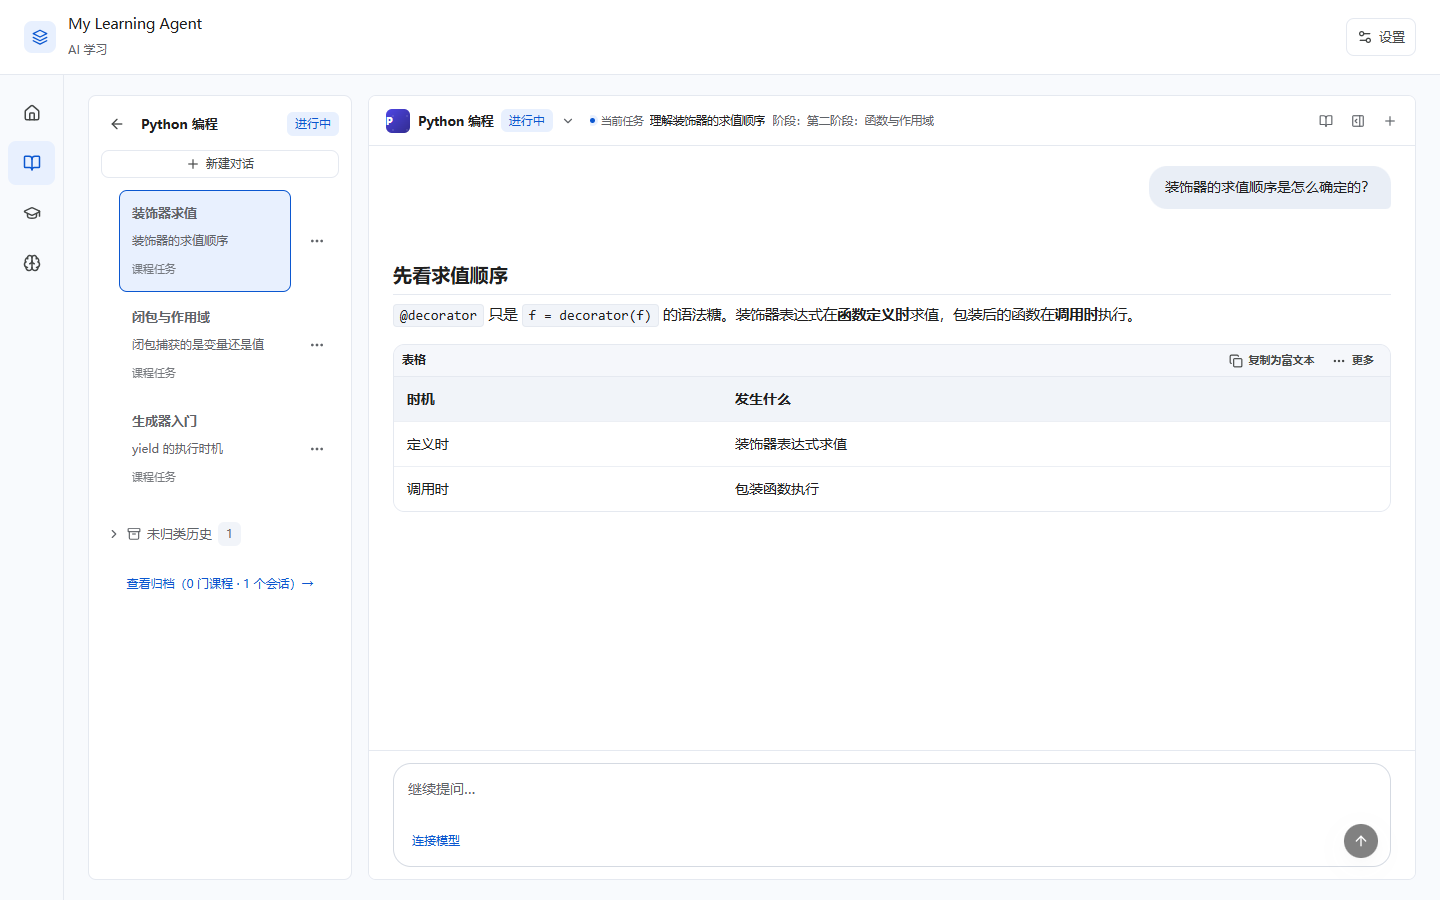 My Learning Agent
AI 学习
设置
Python 编程
进行中
新建对话
装饰器求值
装饰器的求值顺序
课程任务
闭包与作用域
闭包捕获的是变量还是值
课程任务
生成器入门
yield 的执行时机
课程任务
未归类历史 1
查看归档（0 门课程 · 1 个会话）→
P Python 编程 进行中 当前任务 理解装饰器的求值顺序 阶段：第二阶段：函数与作用域
装饰器的求值顺序是怎么确定的？
先看求值顺序
@decorator 只是 f = decorator(f) 的语法糖。装饰器表达式在函数定义时求值，包装后的函数在调用时执行。
表格 复制为富文本 ··· 更多
时机 发生什么
定义时 装饰器表达式求值
调用时 包装函数执行
继续提问...
连接模型